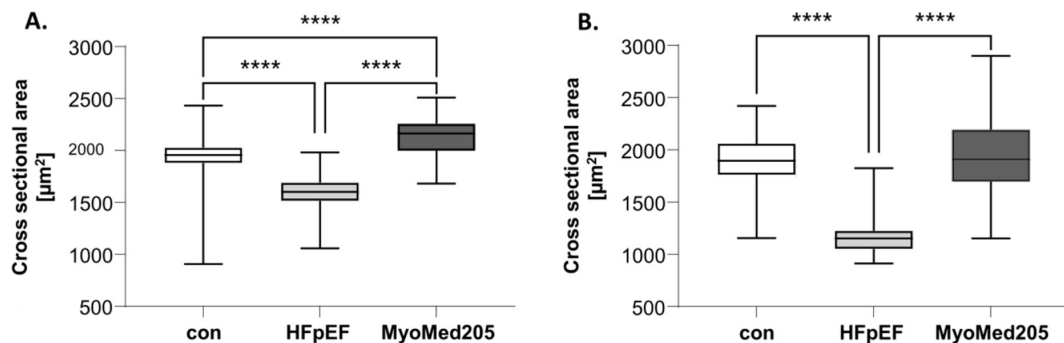 A.
****
**** ****
Cross sectional area
[µm²]
3000
2500
2000
1500
1000
500
con HFpEF MyoMed205
B.
**** ****
Cross sectional area
[µm²]
3000
2500
2000
1500
1000
500
con HFpEF MyoMed205